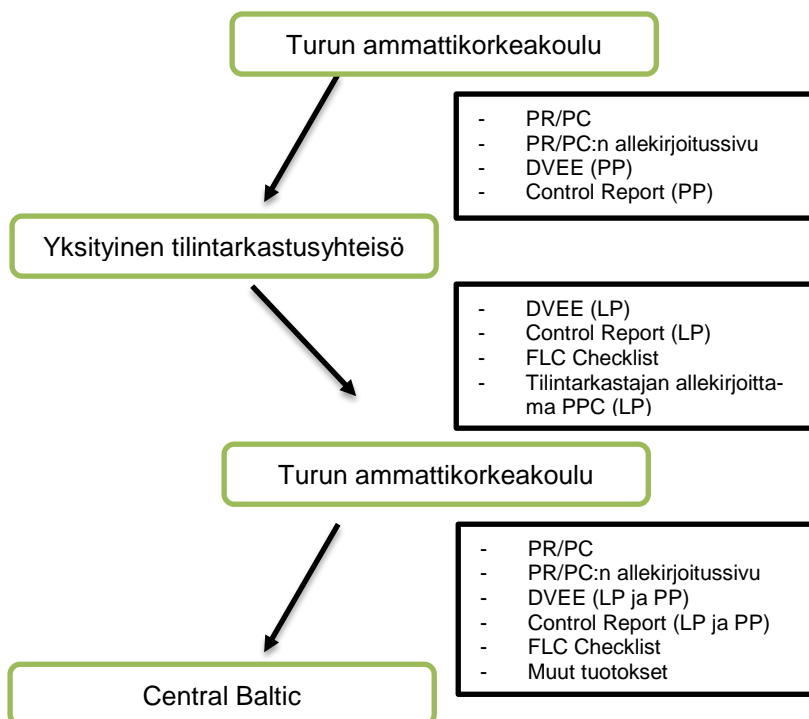 Turun ammattikorkeakoulu
- PR/PC
- PR/PC:n allekirjoitussivu
- DVEE (PP)
- Control Report (PP)
Yksityinen tilintarkastusyhteisö
- DVEE (LP)
- Control Report (LP)
- FLC Checklist
- Tilintarkastajan allekirjoitta-
ma PPC (LP)
Turun ammattikorkeakoulu
- PR/PC
- PR/PC:n allekirjoitussivu
- DVEE (LP ja PP)
- Control Report (LP ja PP)
- FLC Checklist
- Muut tuotokset
Central Baltic